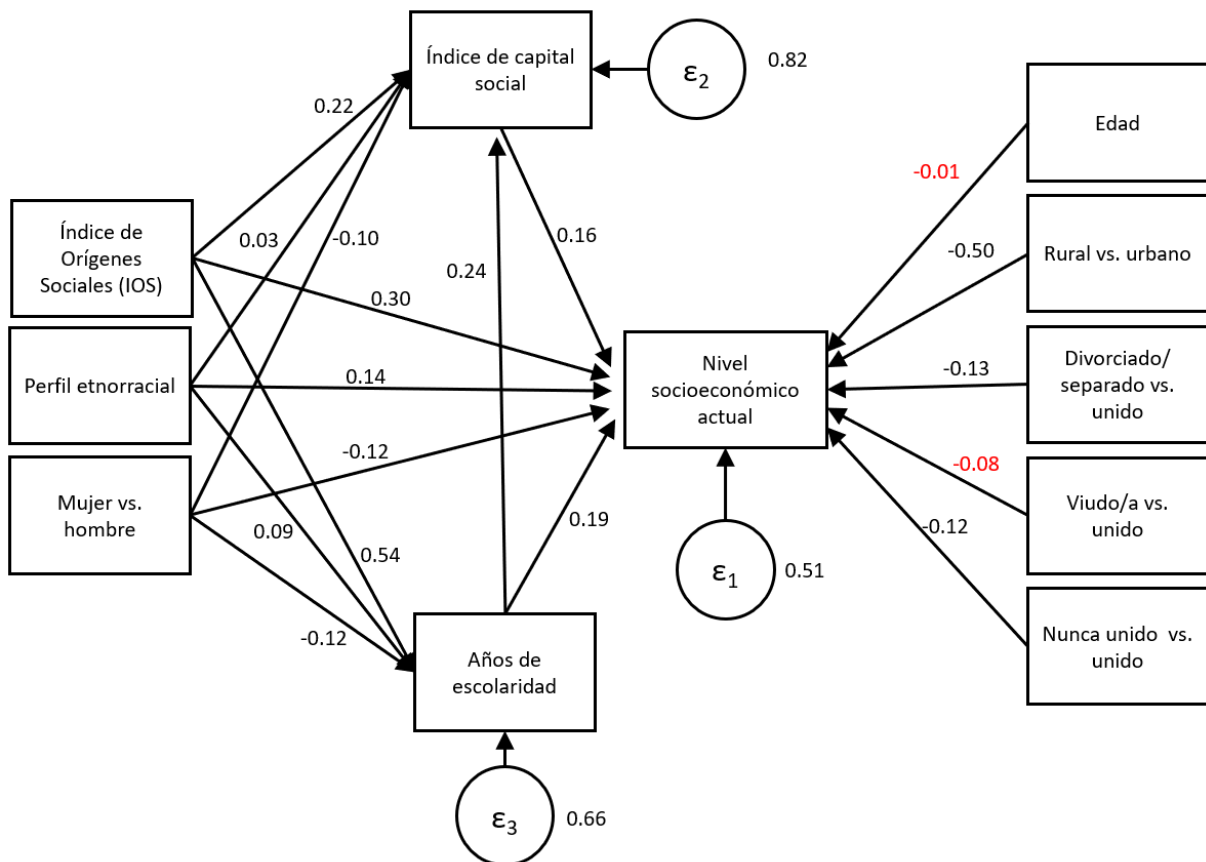 Índice de capital
social
ε2
0.82
Edad
0.22
-0.01
Índice de
Orígenes
Sociales (IOS)
0.03
-0.10
0.16
-0.50
Rural vs. urbano
0.24
0.30
Perfil etnorracial
0.14
Nivel
socioeconómico
actual
-0.13
Divorciado/
separado vs.
unido
-0.12
-0.08
Mujer vs.
hombre
0.09
0.54
0.19
-0.12
Viudo/a vs.
unido
ε1
0.51
-0.12
Años de
escolaridad
Nunca unido  vs.
unido
ε3
0.66